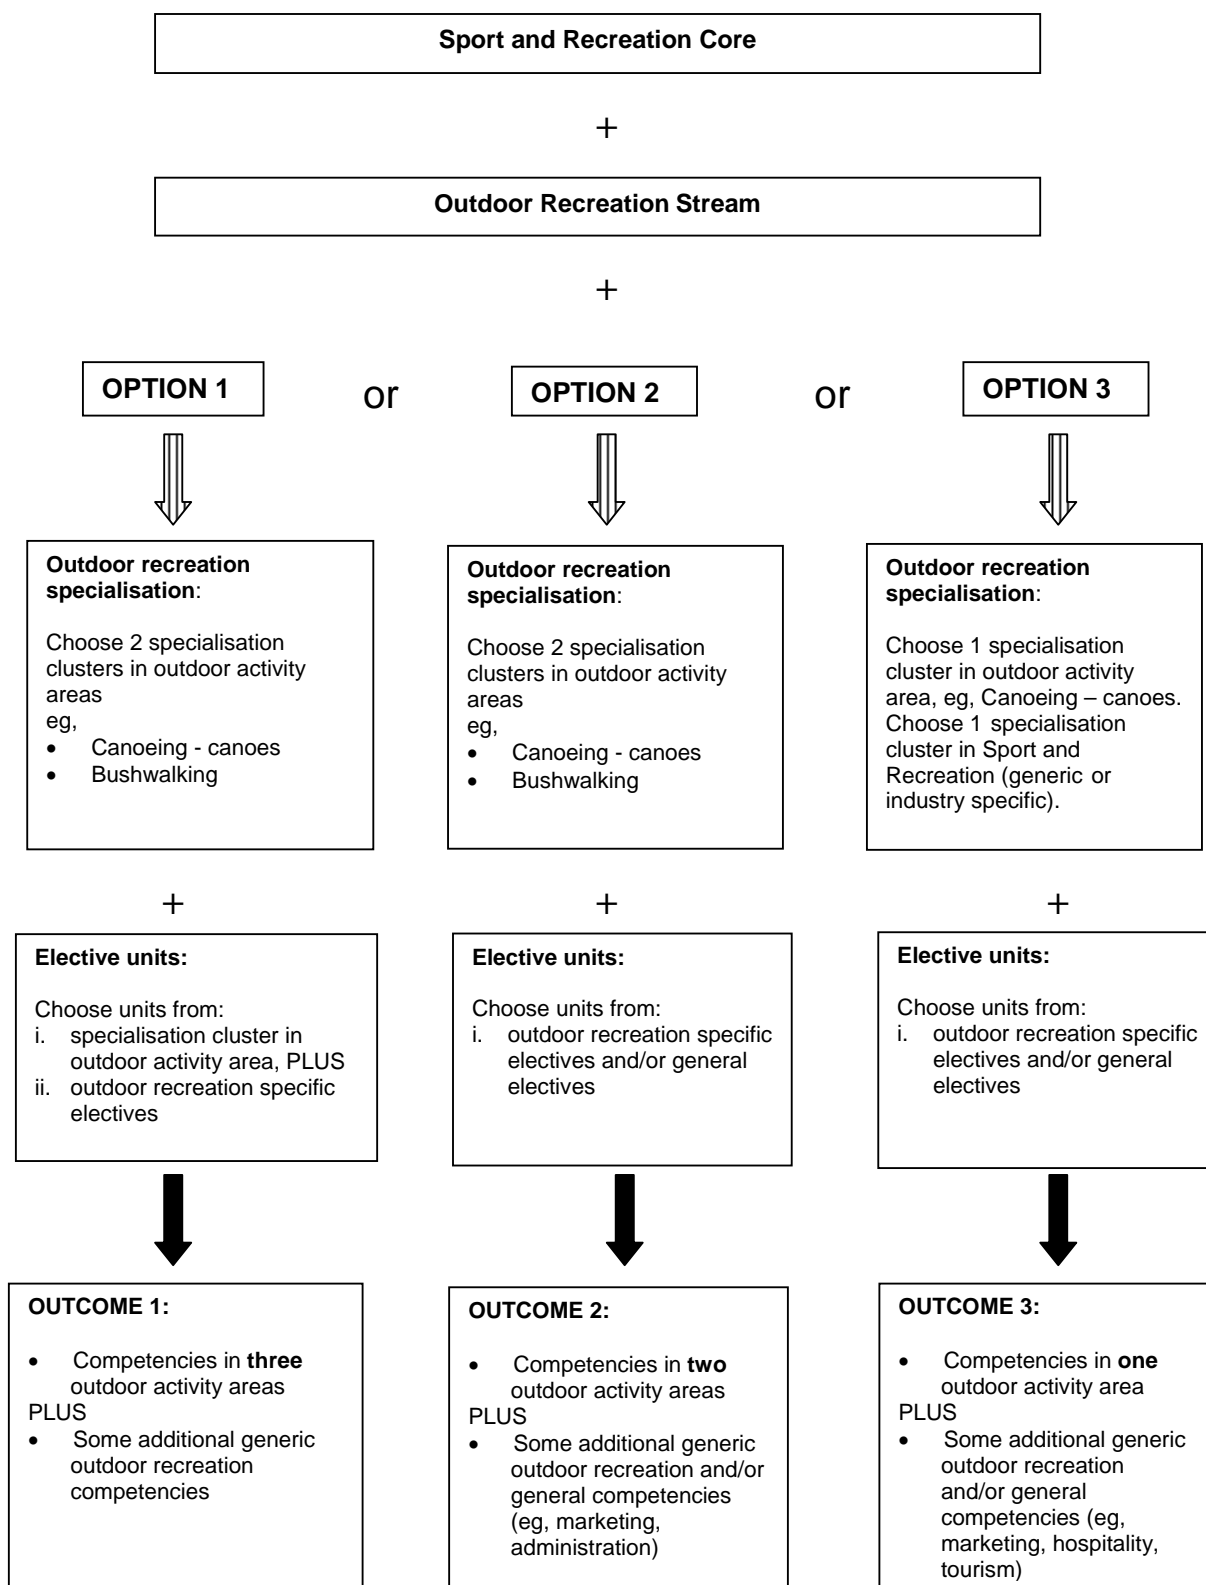 Sport and Recreation Core
+
Outdoor Recreation Stream
+
OPTION 1
or
OPTION 2
or
OPTION 3
Outdoor recreation
specialisation:
Choose 2 specialisation
clusters in outdoor activity
areas
eg,
• Canoeing - canoes
• Bushwalking
Outdoor recreation
specialisation:
Choose 2 specialisation
clusters in outdoor activity
areas
eg,
• Canoeing - canoes
• Bushwalking
Outdoor recreation
specialisation:
Choose 1 specialisation
cluster in outdoor activity
area, eg, Canoeing – canoes.
Choose 1 specialisation
cluster in Sport and
Recreation (generic or
industry specific).
+
+
+
Elective units:
Choose units from:
i. specialisation cluster in
outdoor activity area, PLUS
ii. outdoor recreation specific
electives
Elective units:
Choose units from:
i. outdoor recreation specific
electives and/or general
electives
Elective units:
Choose units from:
i. outdoor recreation specific
electives and/or general
electives
OUTCOME 1:
• Competencies in three
outdoor activity areas
PLUS
• Some additional generic
outdoor recreation
competencies
OUTCOME 2:
• Competencies in two
outdoor activity areas
PLUS
• Some additional generic
outdoor recreation and/or
general competencies
(eg, marketing,
administration)
OUTCOME 3:
• Competencies in one
outdoor activity area
PLUS
• Some additional generic
outdoor recreation
and/or general
competencies (eg,
marketing, hospitality,
tourism)